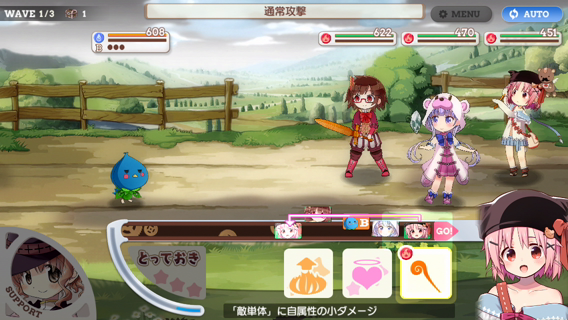 WAVE 1/3 1
通常攻撃
MENU
AUTO
608
B
622
470
451
B
GO!
とっておき
SUPPORT
「敵単体」に自属性の小ダメージ